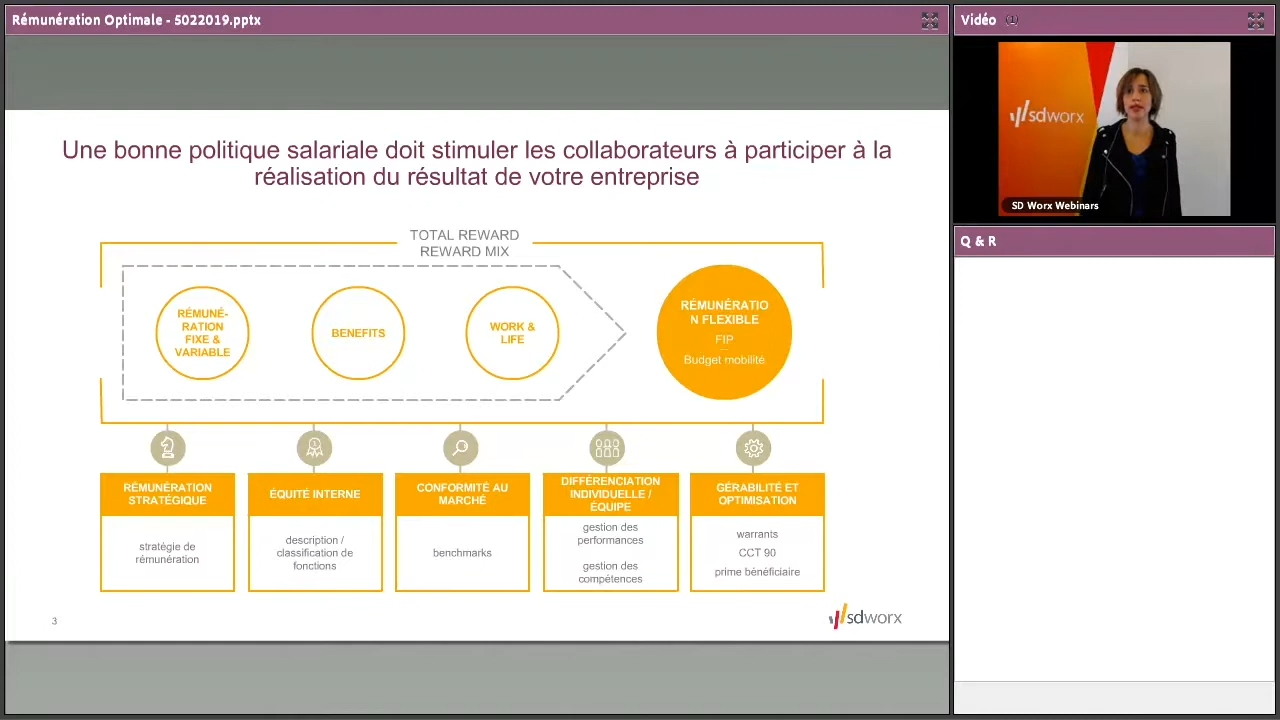 Rémunération Optimale - 5022019.pptx
Une bonne politique salariale doit stimuler les collaborateurs à participer à la
réalisation du résultat de votre entreprise
TOTAL REWARD
REWARD MIX
RÉMUNÉ-
RATION
FIXE &
VARIABLE
BENEFITS
WORK &
LIFE
RÉMUNÉRATIO
N FLEXIBLE
FIP
Budget mobilité
RÉMUNÉRATION
STRATÉGIQUE
stratégie de
rémunération
ÉQUITÉ INTERNE
description /
classification de
fonctions
CONFORMITÉ AU
MARCHÉ
benchmarks
DIFFÉRENCIATION
INDIVIDUELLE /
ÉQUIPE
gestion des
performances
gestion des
compétences
GÉRABILITÉ ET
OPTIMISATION
warrants
CCT 90
prime bénéficiaire
3
sdworx
Vidéo (1)
sdworx
SD Worx Webinars
Q & R